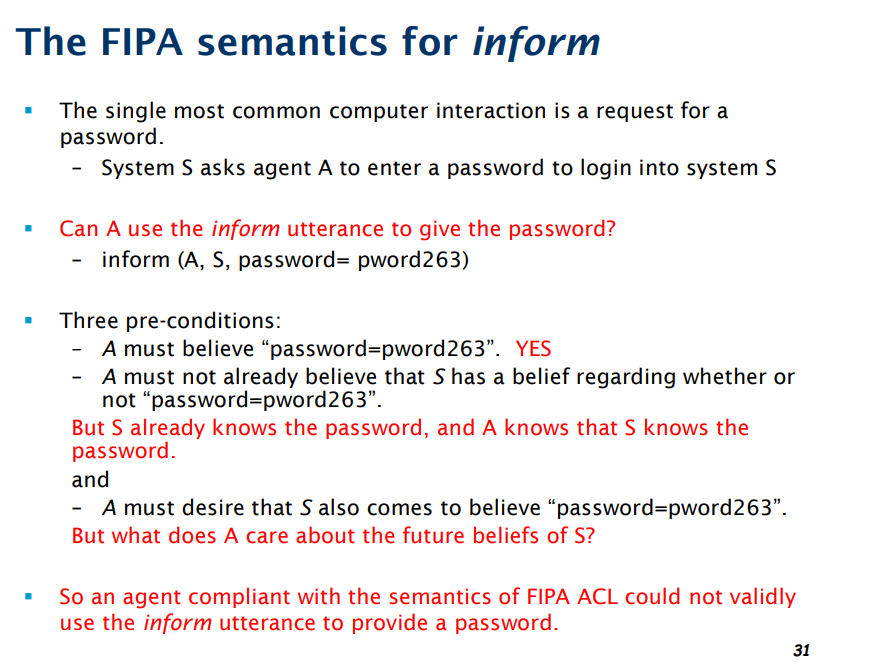 The FIPA semantics for inform
▪ The single most common computer interaction is a request for a
password.
– System S asks agent A to enter a password to login into system S
▪ Can A use the inform utterance to give the password?
– inform (A, S, password= pword263)
▪ Three pre-conditions:
– A must believe “password=pword263”. YES
– A must not already believe that S has a belief regarding whether or
not “password=pword263”.
But S already knows the password, and A knows that S knows the
password.
and
– A must desire that S also comes to believe “password=pword263”.
But what does A care about the future beliefs of S?
▪ So an agent compliant with the semantics of FIPA ACL could not validly
use the inform utterance to provide a password.
31